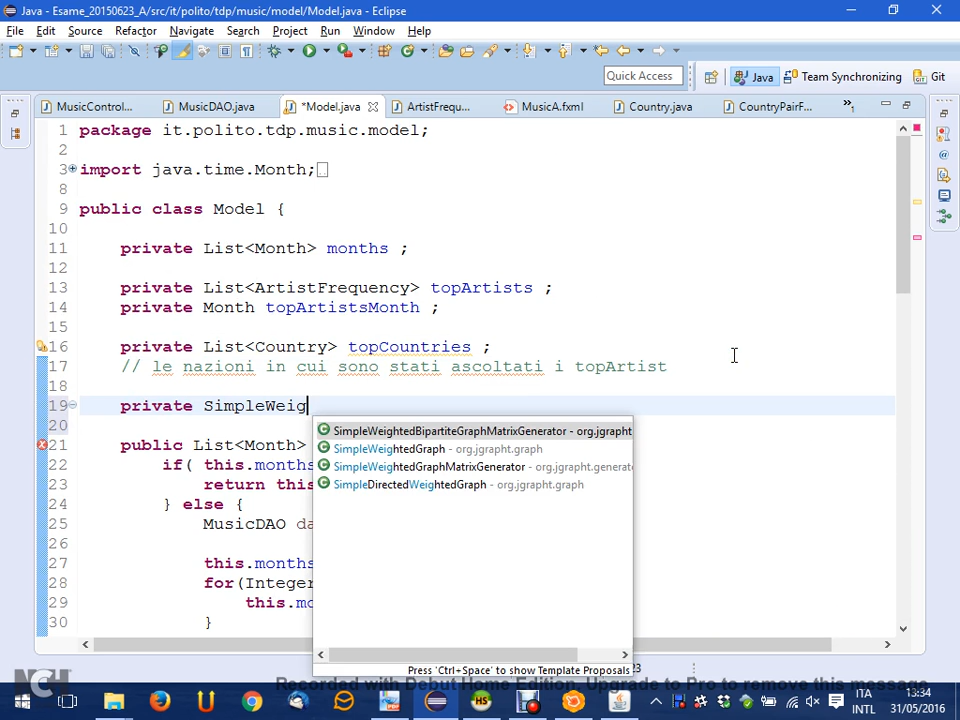 Java - Esame_20150623_A/src/it/polito/tdp/music/model/Model.java - Eclipse
File Edit Source Refactor Navigate Search Project Run Window Help
Quick Access Java Team Synchronizing Git
MusicControl... MusicDAO.java *Model.java ArtistFrequ... MusicA.fxml Country.java CountryPairF...
1 package it.polito.tdp.music.model;
2
3 import java.time.Month;
8
9 public class Model {
10
11 private List<Month> months ;
12
13 private List<ArtistFrequency> topArtists ;
14 private Month topArtistsMonth ;
15
16 private List<Country> topCountries ;
17 // le nazioni in cui sono stati ascoltati i topArtist
18
19 private SimpleWeig
20
21 public List<Month>
22 if( this.months
23 return this
24 } else {
25 MusicDAO da
26
27 this.months
28 for(Integer
29 this.mo
30 }
SimpleWeightedBipartiteGraphMatrixGenerator - org.jgrapht
SimpleWeightedGraph - org.jgrapht.graph
SimpleWeightedGraphMatrixGenerator - org.jgrapht.generate
SimpleDirectedWeightedGraph - org.jgrapht.graph
Press 'Ctrl+Space' to show Template Proposals
23
NCH Recorded with Debut Home Edition. Upgrade to Pro to remove this message
ITA 13:34
INTL 31/05/2016